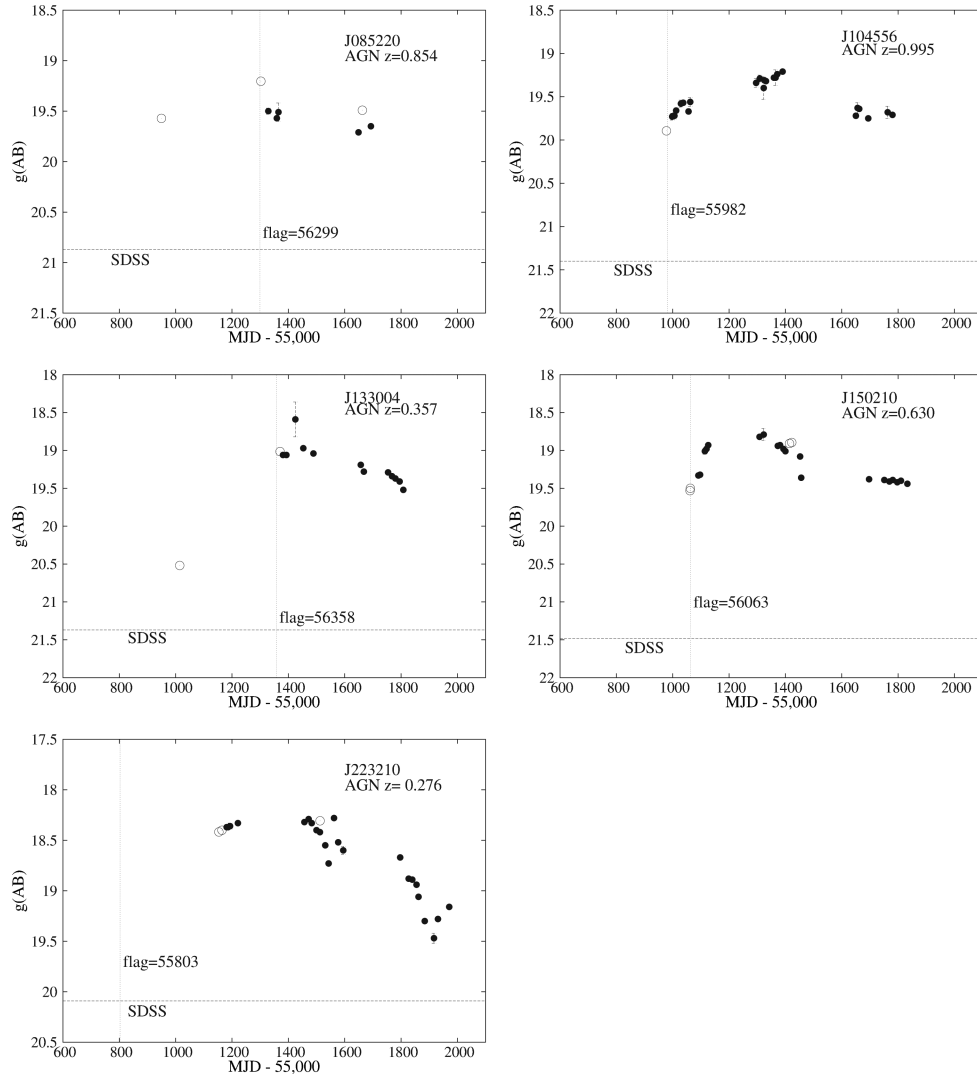 18.5
19
19.5
20
20.5
21
21.5
g(AB)
J085220
AGN z=0.854
flag=56299
SDSS
600
800
1000
1200
1400
1600
1800
2000
MJD - 55,000
18.5
19
19.5
20
20.5
21
21.5
22
g(AB)
J104556
AGN z=0.995
flag=55982
SDSS
600
800
1000
1200
1400
1600
1800
2000
MJD - 55,000
18
18.5
19
19.5
20
20.5
21
21.5
22
g(AB)
J133004
AGN z=0.357
flag=56358
SDSS
600
800
1000
1200
1400
1600
1800
2000
MJD - 55,000
18
18.5
19
19.5
20
20.5
21
21.5
22
g(AB)
J150210
AGN z=0.630
flag=56063
SDSS
600
800
1000
1200
1400
1600
1800
2000
MJD - 55,000
17.5
18
18.5
19
19.5
20
20.5
g(AB)
J223210
AGN z= 0.276
flag=55803
SDSS
600
800
1000
1200
1400
1600
1800
2000
MJD - 55,000